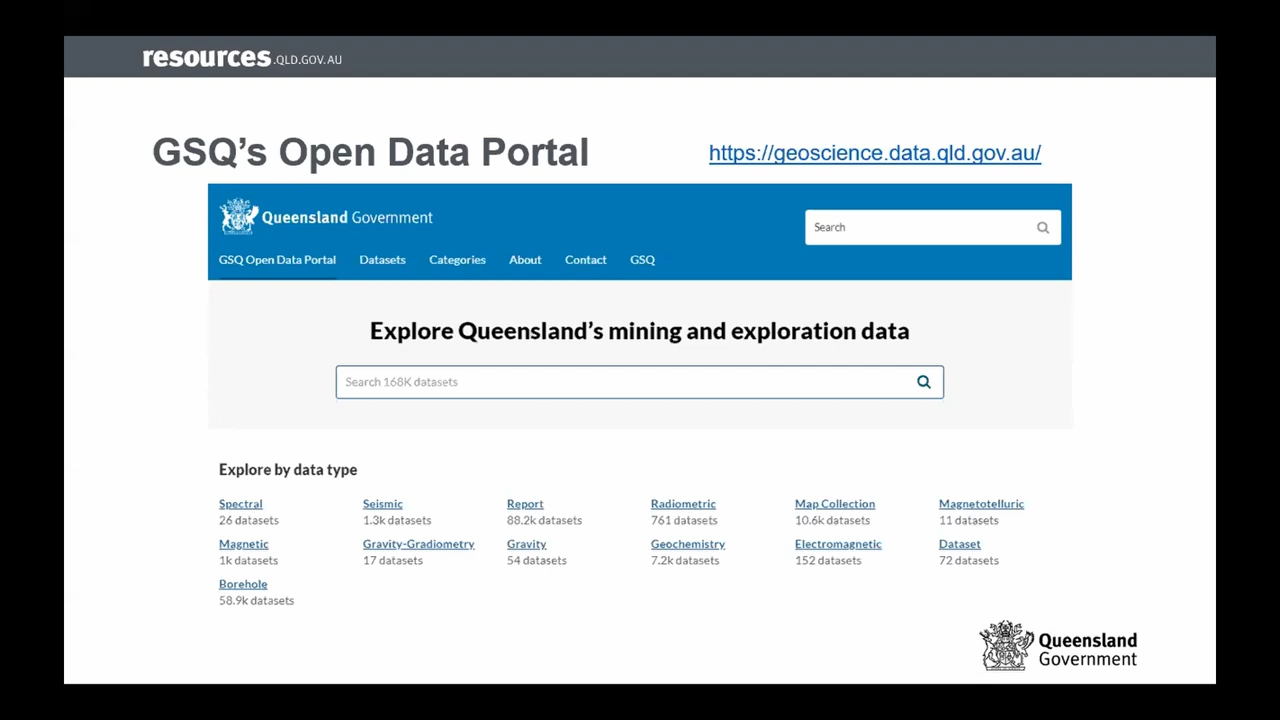 resources.QLD.GOV.AU
GSQ's Open Data Portal
https://geoscience.data.qld.gov.au/
Queensland Government
Search
GSQ Open Data Portal Datasets Categories About Contact GSQ
Explore Queensland's mining and exploration data
Search 168K datasets
Explore by data type
Spectral Seismic Report Radiometric Map Collection Magnetotelluric
26 datasets 1.3k datasets 88.2k datasets 761 datasets 10.6k datasets 11 datasets
Magnetic Gravity-Gradiometry Gravity Geochemistry Electromagnetic Dataset
1k datasets 17 datasets 54 datasets 7.2k datasets 152 datasets 72 datasets
Borehole
58.9k datasets
Queensland
Government